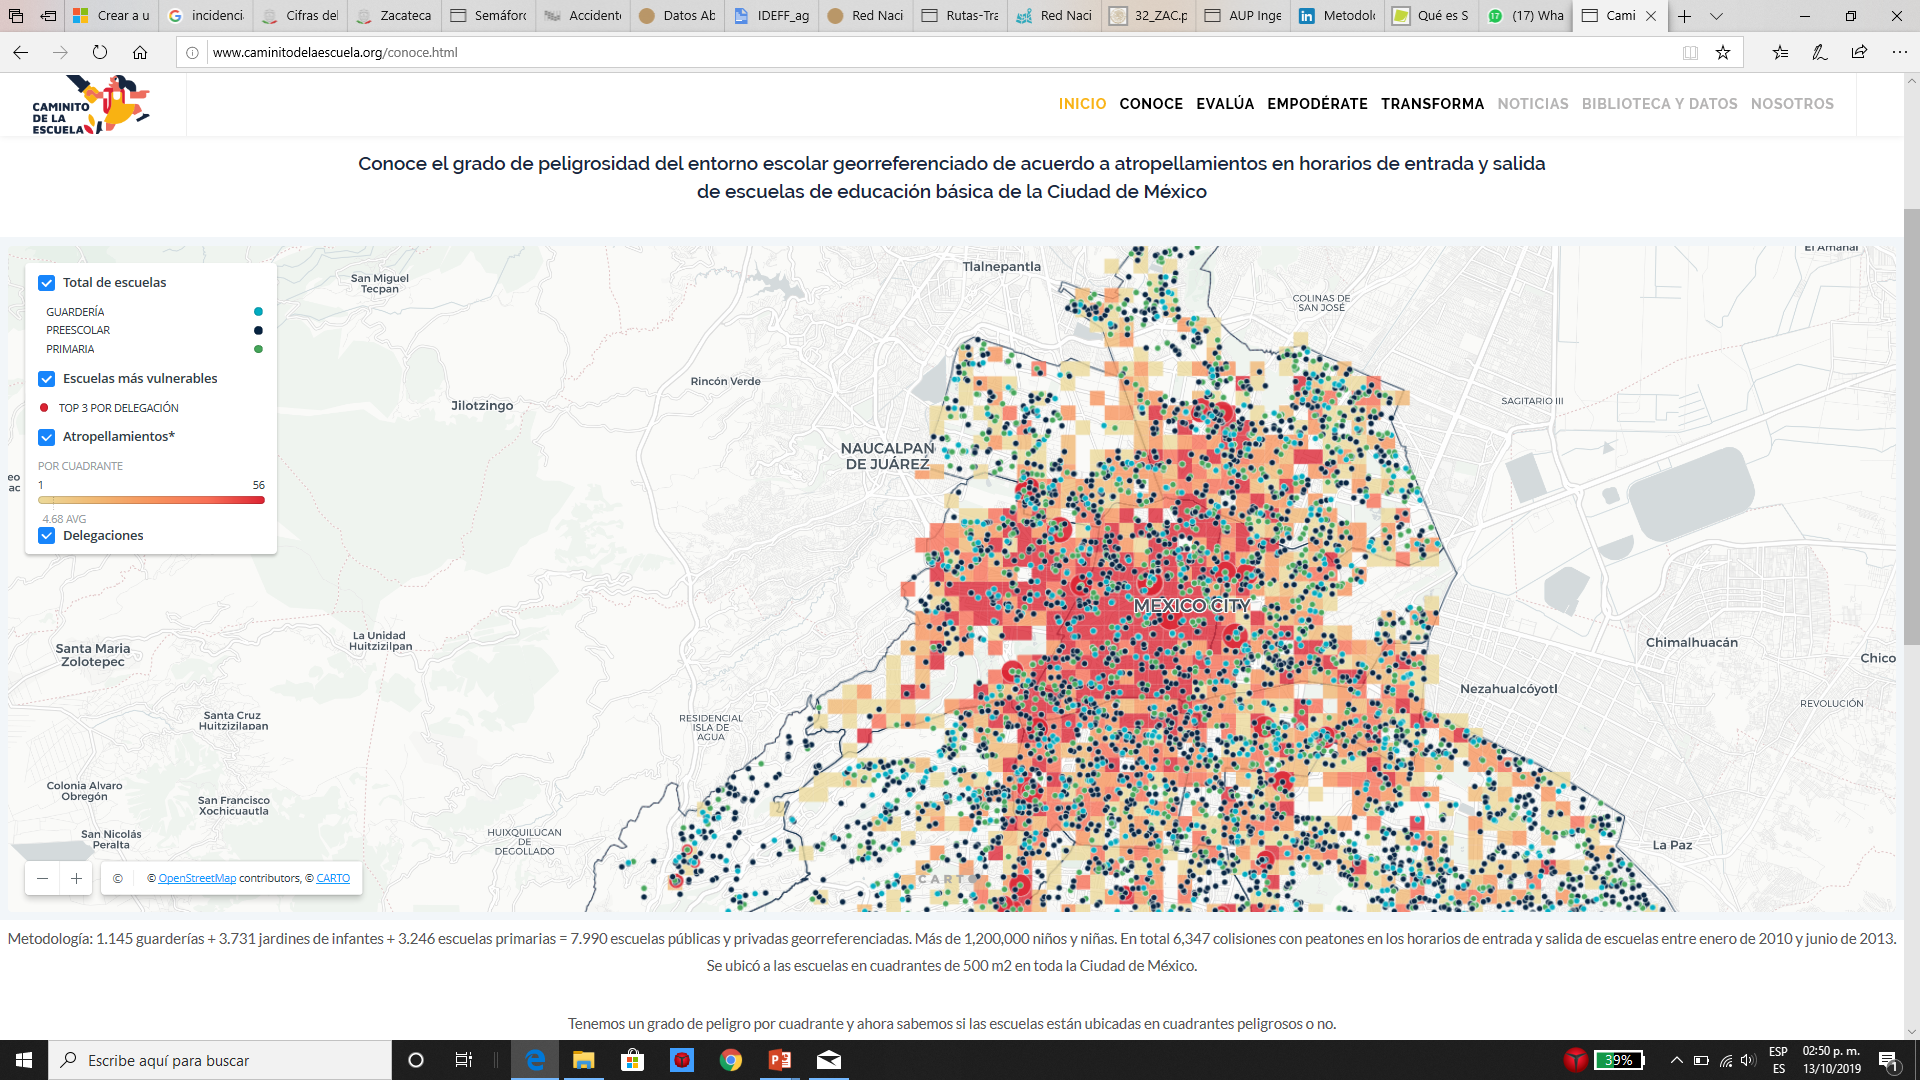 Crear a u
incidenci
Cifras del
Zacateca
Semáforo
Accidente
Datos Ab
IDEFF_ag
Red Naci
Rutas-Tra
Red Naci
32_ZAC.p
AUP Inge
Metodolo
Qué es S
(17) Wha
Cami
www.caminitodelaescuela.org/conoce.html
CAMINITO
DE LA
ESCUELA
INICIO CONOCE EVALÚA EMPODÉRATE TRANSFORMA NOTICIAS BIBLIOTECA Y DATOS NOSOTROS
Conoce el grado de peligrosidad del entorno escolar georreferenciado de acuerdo a atropellamientos en horarios de entrada y salida
de escuelas de educación básica de la Ciudad de México
Total de escuelas
GUARDERÍA
PREESCOLAR
PRIMARIA
Escuelas más vulnerables
TOP 3 POR DELEGACIÓN
Atropellamientos*
POR CUADRANTE
1 56
4.68 AVG
Delegaciones
San Miguel
Tecpan
Tlalnepantla
COLINAS DE
SAN JOSÉ
El Amanal
Rincón Verde
Jilotzingo
SAGITARIO III
NAUCALPAN
DE JUÁREZ
eo
ac
MEXICO CITY
La Unidad
Huitzizilpan
Santa Maria
Zolotepec
Chimalhuacán
Chico
Nezahualcóyotl
REVOLUCIÓN
Santa Cruz
Huitzizilapan
RESIDENCIAL
ISLA DE
AGUA
Colonia Alvaro
Obregón
San Francisco
Xochicuautla
San Nicolás
Peralta
HUIXQUILUCAN
DE
DEGOLLADO
La Paz
CARTO
− + © © OpenStreetMap contributors, © CARTO
Metodología: 1.145 guarderías + 3.731 jardines de infantes + 3.246 escuelas primarias = 7.990 escuelas públicas y privadas georreferenciadas. Más de 1,200,000 niños y niñas. En total 6,347 colisiones con peatones en los horarios de entrada y salida de escuelas entre enero de 2010 y junio de 2013.
Se ubicó a las escuelas en cuadrantes de 500 m2 en toda la Ciudad de México.
Tenemos un grado de peligro por cuadrante y ahora sabemos si las escuelas están ubicadas en cuadrantes peligrosos o no.
Escribe aquí para buscar
39%
ESP
ES
02:50 p. m.
13/10/2019
1